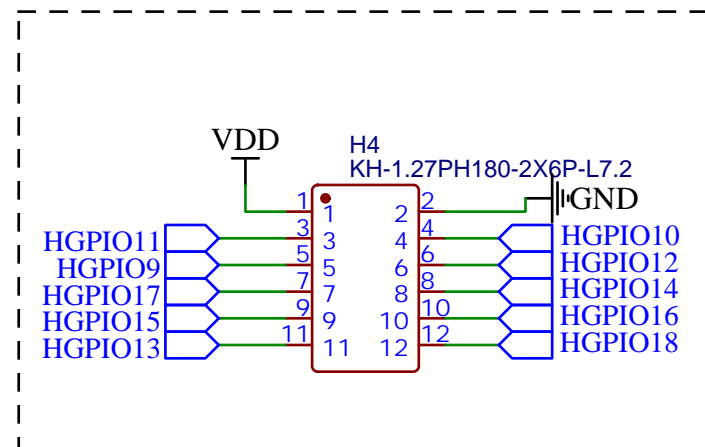 VDD
H4
KH-1.27PH180-2X6P-L7.2
1 1 2 2 GND
HGPIO11 3 3 4 4 HGPIO10
HGPIO9 5 5 6 6 HGPIO12
HGPIO17 7 7 8 8 HGPIO14
HGPIO15 9 9 10 10 HGPIO16
HGPIO13 11 11 12 12 HGPIO18